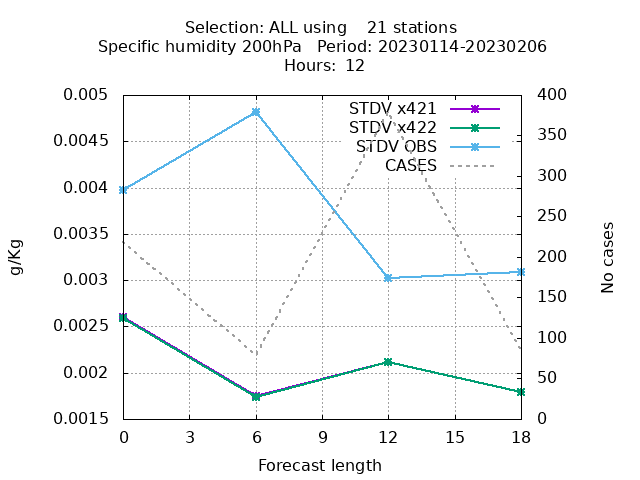 Selection: ALL using    21 stations
Specific humidity 200hPa   Period: 20230114-20230206
Hours:  12
STDV x421
STDV x422
STDV OBS
CASES
0.005
0.0045
0.004
0.0035
0.003
0.0025
0.002
0.0015
400
350
300
250
200
150
100
50
0
g/Kg
No cases
0 3 6 9 12 15 18
Forecast length